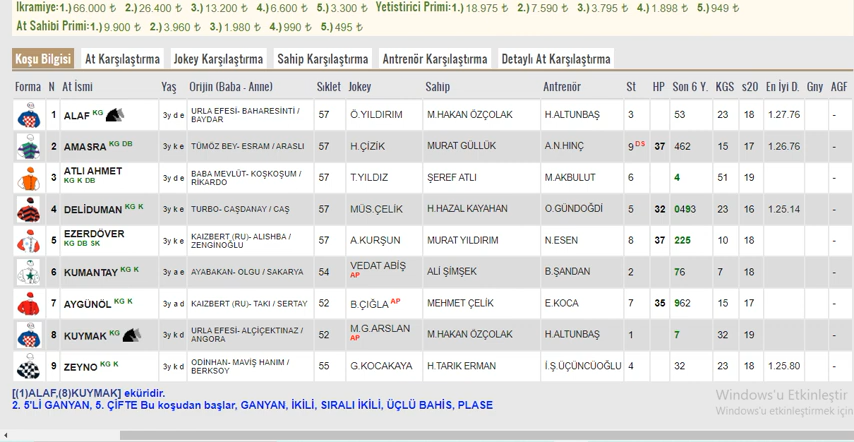 Ikramiye:1.) 66.000 ₺ 2.) 26.400 ₺ 3.) 13.200 ₺ 4.) 6.600 ₺ 5.) 3.300 ₺ Yetistirici Primi:1.) 18.975 ₺ 2.) 7.590 ₺ 3.) 3.795 ₺ 4.) 1.898 ₺ 5.) 949 ₺
At Sahibi Primi:1.) 9.900 ₺ 2.) 3.960 ₺ 3.) 1.980 ₺ 4.) 990 ₺ 5.) 495 ₺
Koşu Bilgisi At Karşılaştırma Jokey Karşılaştırma Sahip Karşılaştırma Antrenör Karşılaştırma Detaylı At Karşılaştırma
Forma N At İsmi Yaş Orijin (Baba - Anne) Sıklet Jokey Sahip Antrenör St HP Son 6 Y. KGS s20 En İyi D. Gny AGF
1 ALAF KG 3y d e URLA EFESİ- BAHARESİNTİ / BAYDAR 57 Ö.YILDIRIM M.HAKAN ÖZÇOLAK H.ALTUNBAŞ 3 53 23 18 1.27.76 -
2 AMASRA KG DB 3y k e TÜMÖZ BEY- ESRAM / ARASLI 57 H.ÇİZİK MURAT GÜLLÜK A.N.HINÇ 9 DS 37 462 15 17 1.26.76 -
3 ATLI AHMET KG K DB 3y d e BABA MEVLÜT- KOŞKOŞUM / RIKARDO 57 T.YILDIZ ŞEREF ATLI M.AKBULUT 6 4 51 19 -
4 DELİDUMAN KG K 3y k e TURBO- CAŞDANAY / CAŞ 57 MÜS.ÇELİK H.HAZAL KAYAHAN O.GÜNDOĞDİ 5 32 0493 23 16 1.25.14 -
5 EZERDÖVER KG DB SK 3y k e KAIZBERT (RU)- ALISHBA / ZENGİNOĞLU 57 A.KURŞUN MURAT YILDIRIM N.ESEN 8 37 225 10 18 -
6 KUMANTAY KG K 3y a e AYABAKAN- OLGU / SAKARYA 54 VEDAT ABİŞ AP ALİ ŞİMŞEK B.ŞANDAN 2 76 7 18 -
7 AYGÜNÖL KG K 3y a d KAIZBERT (RU)- TAKI / SERTAY 52 B.ÇIĞLA AP MEHMET ÇELİK E.KOCA 7 35 962 15 17 -
8 KUYMAK KG 3y k d URLA EFESİ- ALÇİÇEKTINAZ / ANGORA 52 M.G.ARSLAN AP M.HAKAN ÖZÇOLAK H.ALTUNBAŞ 1 7 32 19 -
9 ZEYNO KG K 3y k d ODİNHAN- MAVİŞ HANIM / BERKSOY 55 G.KOCAKAYA H.TARIK ERMAN İ.Ş.ÜÇÜNCÜOĞLU 4 32 23 18 1.25.80 -
[(1)ALAF,(8)KUYMAK] eküridir.
2. 5'Lİ GANYAN, 5. ÇİFTE Bu koşudan başlar, GANYAN, İKİLİ, SIRALI İKİLİ, ÜÇLÜ BAHİS, PLASE
Windows'u Etkinleştir
Windows'u etkinleştirmek için